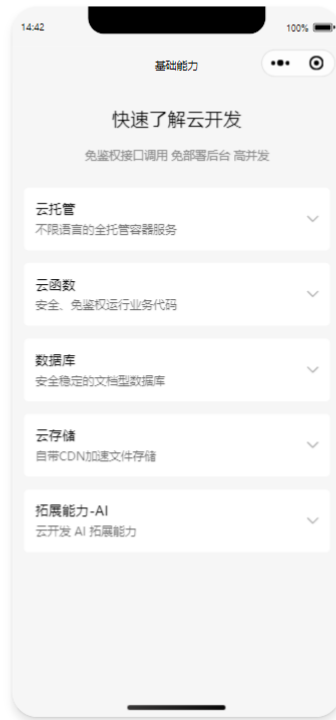 14:42
100%
基础能力
快速了解云开发
免鉴权接口调用 免部署后台 高并发
云托管
不限语言的全托管容器服务
云函数
安全、免鉴权运行业务代码
数据库
安全稳定的文档型数据库
云存储
自带CDN加速文件存储
拓展能力-AI
云开发 AI 拓展能力